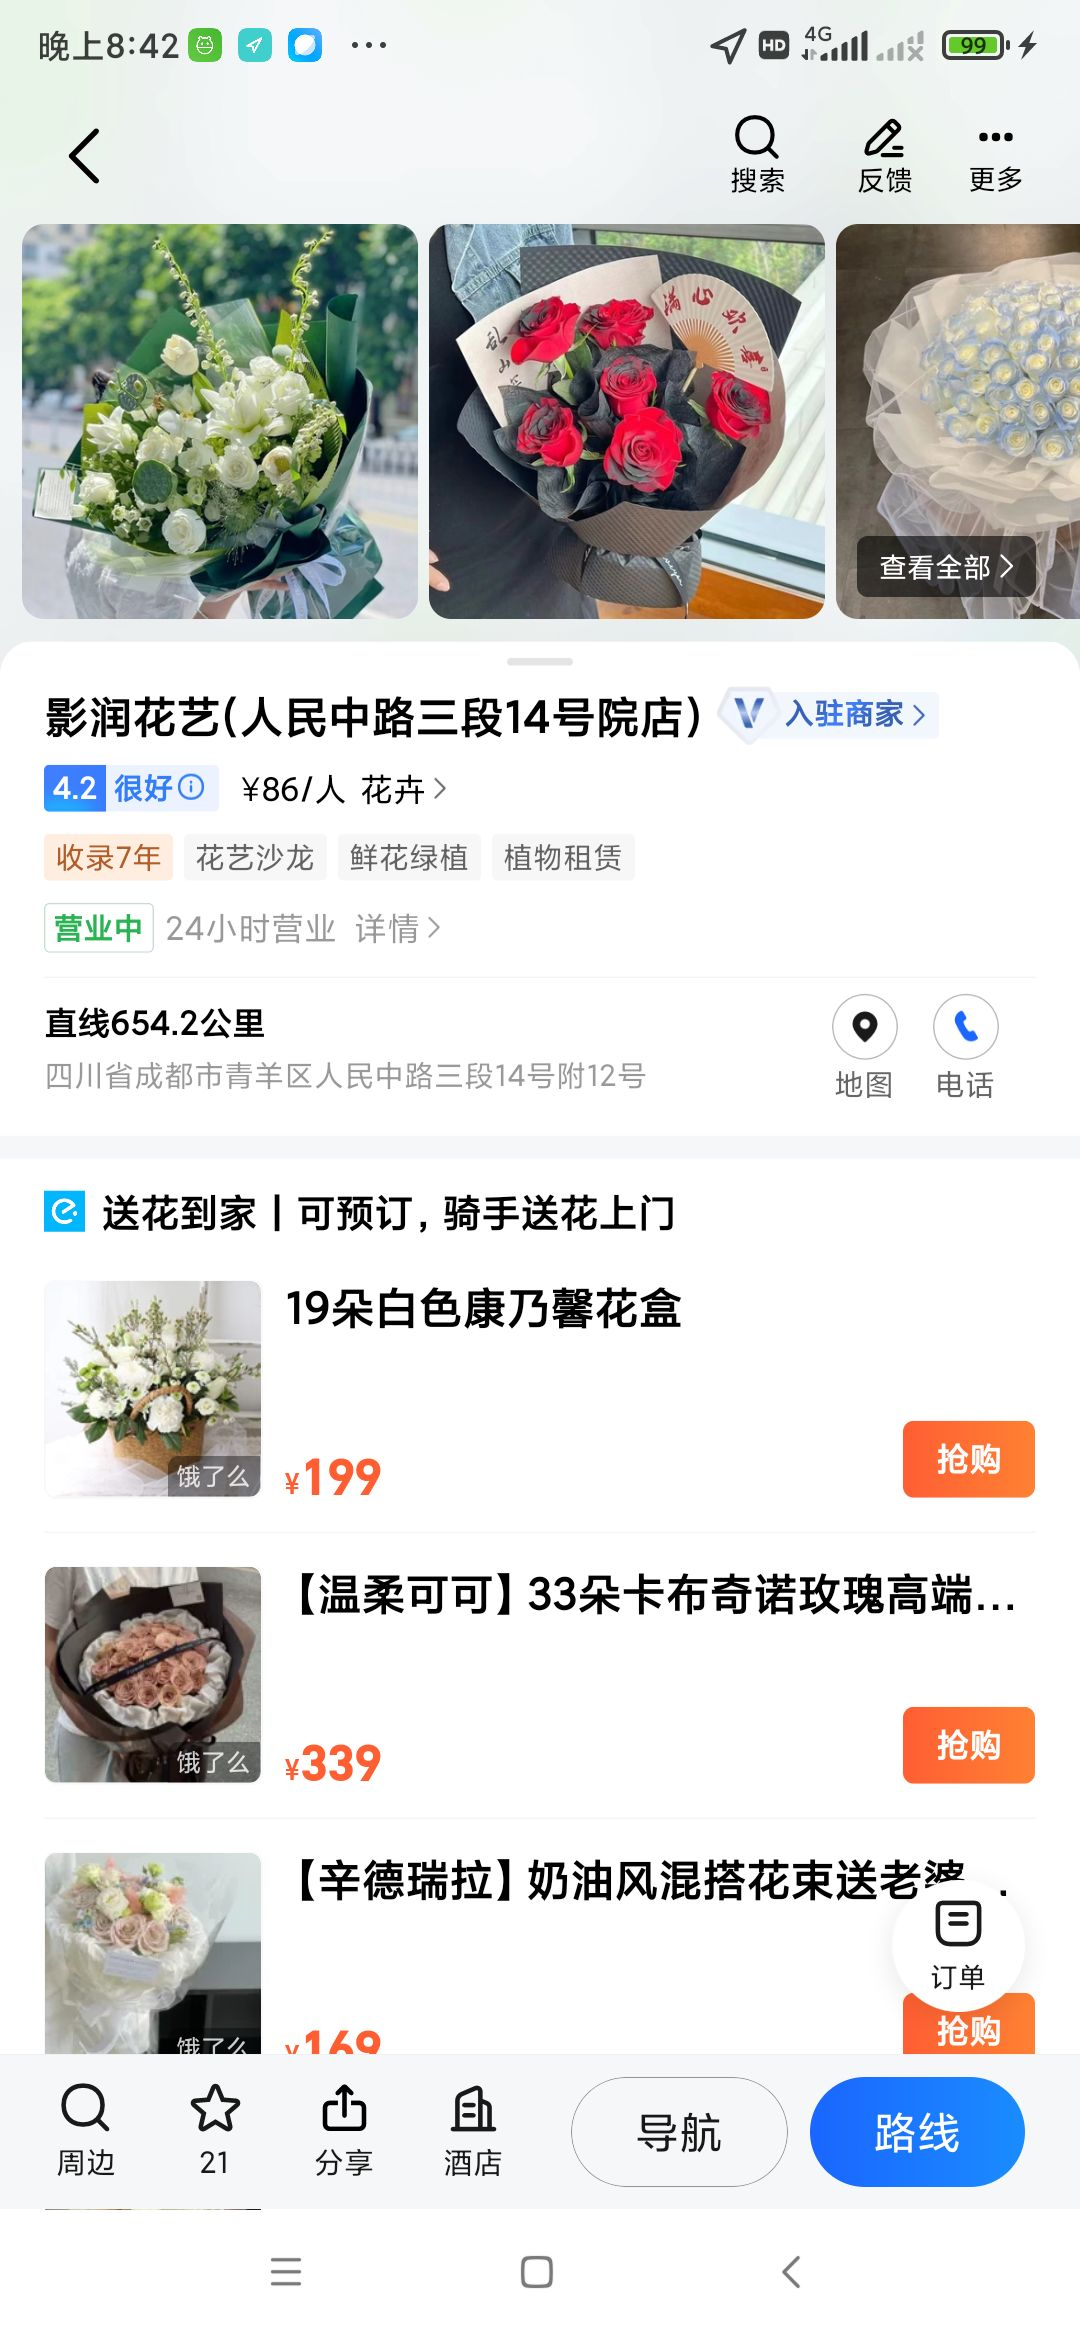 晚上8:42
HD
4G
99
搜索
反馈
更多
乱
山
满心欢喜
查看全部
影润花艺(人民中路三段14号院店)
V 入驻商家
4.2 很好 ¥86/人 花卉
收录7年 花艺沙龙 鲜花绿植 植物租赁
营业中 24小时营业 详情
直线654.2公里
四川省成都市青羊区人民中路三段14号附12号
地图
电话
送花到家 | 可预订，骑手送花上门
19朵白色康乃馨花盒
饿了么
¥199
抢购
【温柔可可】33朵卡布奇诺玫瑰高端...
饿了么
¥339
抢购
【辛德瑞拉】奶油风混搭花束送老婆...
饿了么
¥169
抢购
订单
周边
21
分享
酒店
导航
路线